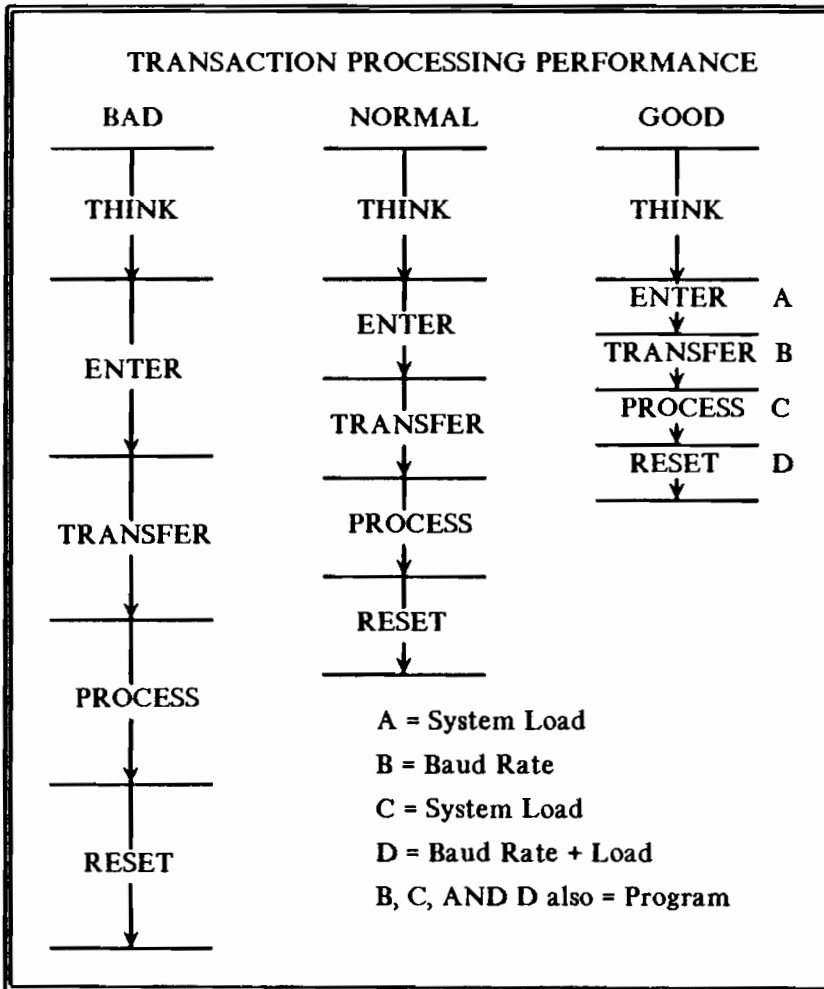 TRANSACTION PROCESSING PERFORMANCE
BAD NORMAL GOOD
THINK THINK THINK
ENTER A
ENTER
TRANSFER B
ENTER
PROCESS C
TRANSFER
RESET D
TRANSFER
PROCESS
RESET
PROCESS
A = System Load
B = Baud Rate
C = System Load
D = Baud Rate + Load
RESET
B, C, AND D also = Program